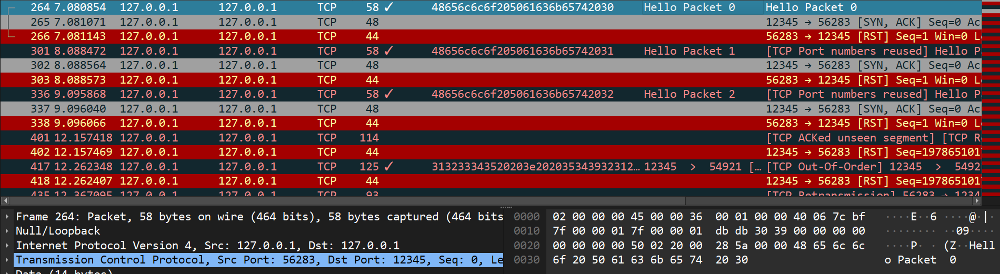 264 7.080854 127.0.0.1 127.0.0.1 TCP 58 ✓ 48656c6c6f205061636b65742030 Hello Packet 0 Hello Packet 0
265 7.081071 127.0.0.1 127.0.0.1 TCP 48 12345 → 56283 [SYN, ACK] Seq=0 Ac
266 7.081143 127.0.0.1 127.0.0.1 TCP 44 56283 → 12345 [RST] Seq=1 Win=0 L
301 8.088472 127.0.0.1 127.0.0.1 TCP 58 ✓ 48656c6c6f205061636b65742031 Hello Packet 1 [TCP Port numbers reused] Hello P
302 8.088564 127.0.0.1 127.0.0.1 TCP 48 12345 → 56283 [SYN, ACK] Seq=0 Ac
303 8.088573 127.0.0.1 127.0.0.1 TCP 44 56283 → 12345 [RST] Seq=1 Win=0 L
336 9.095868 127.0.0.1 127.0.0.1 TCP 58 ✓ 48656c6c6f205061636b65742032 Hello Packet 2 [TCP Port numbers reused] Hello P
337 9.096040 127.0.0.1 127.0.0.1 TCP 48 12345 → 56283 [SYN, ACK] Seq=0 Ac
338 9.096066 127.0.0.1 127.0.0.1 TCP 44 56283 → 12345 [RST] Seq=1 Win=0 L
401 12.157418 127.0.0.1 127.0.0.1 TCP 114 [TCP ACKed unseen segment] [TCP R
402 12.157469 127.0.0.1 127.0.0.1 TCP 44 12345 → 56283 [RST] Seq=197865101
417 12.262348 127.0.0.1 127.0.0.1 TCP 125 ✓ 313233343520203e202035343932312… 12345 > 54921 [… [TCP Out-Of-Order] 12345 > 5492
418 12.262407 127.0.0.1 127.0.0.1 TCP 44 12345 → 56283 [RST] Seq=197865101
435 12.367095 127.0.0.1 127.0.0.1 TCP 93 [TCP Retransmission] 56283 → 1234
Frame 264: Packet, 58 bytes on wire (464 bits), 58 bytes captured (464 bits
Null/Loopback
Internet Protocol Version 4, Src: 127.0.0.1, Dst: 127.0.0.1
Transmission Control Protocol, Src Port: 56283, Dst Port: 12345, Seq: 0, Le
Data (14 bytes)
0000 02 00 00 00 45 00 00 36 00 01 00 00 40 06 7c bf ····E··6 ····@·|·
0010 7f 00 00 01 7f 00 00 01 db db 30 39 00 00 00 00 ········ ··09····
0020 00 00 00 00 50 02 20 00 28 5a 00 00 48 65 6c 6c ····P· · (Z··Hell
0030 6f 20 50 61 63 6b 65 74 20 30 o Packet 0